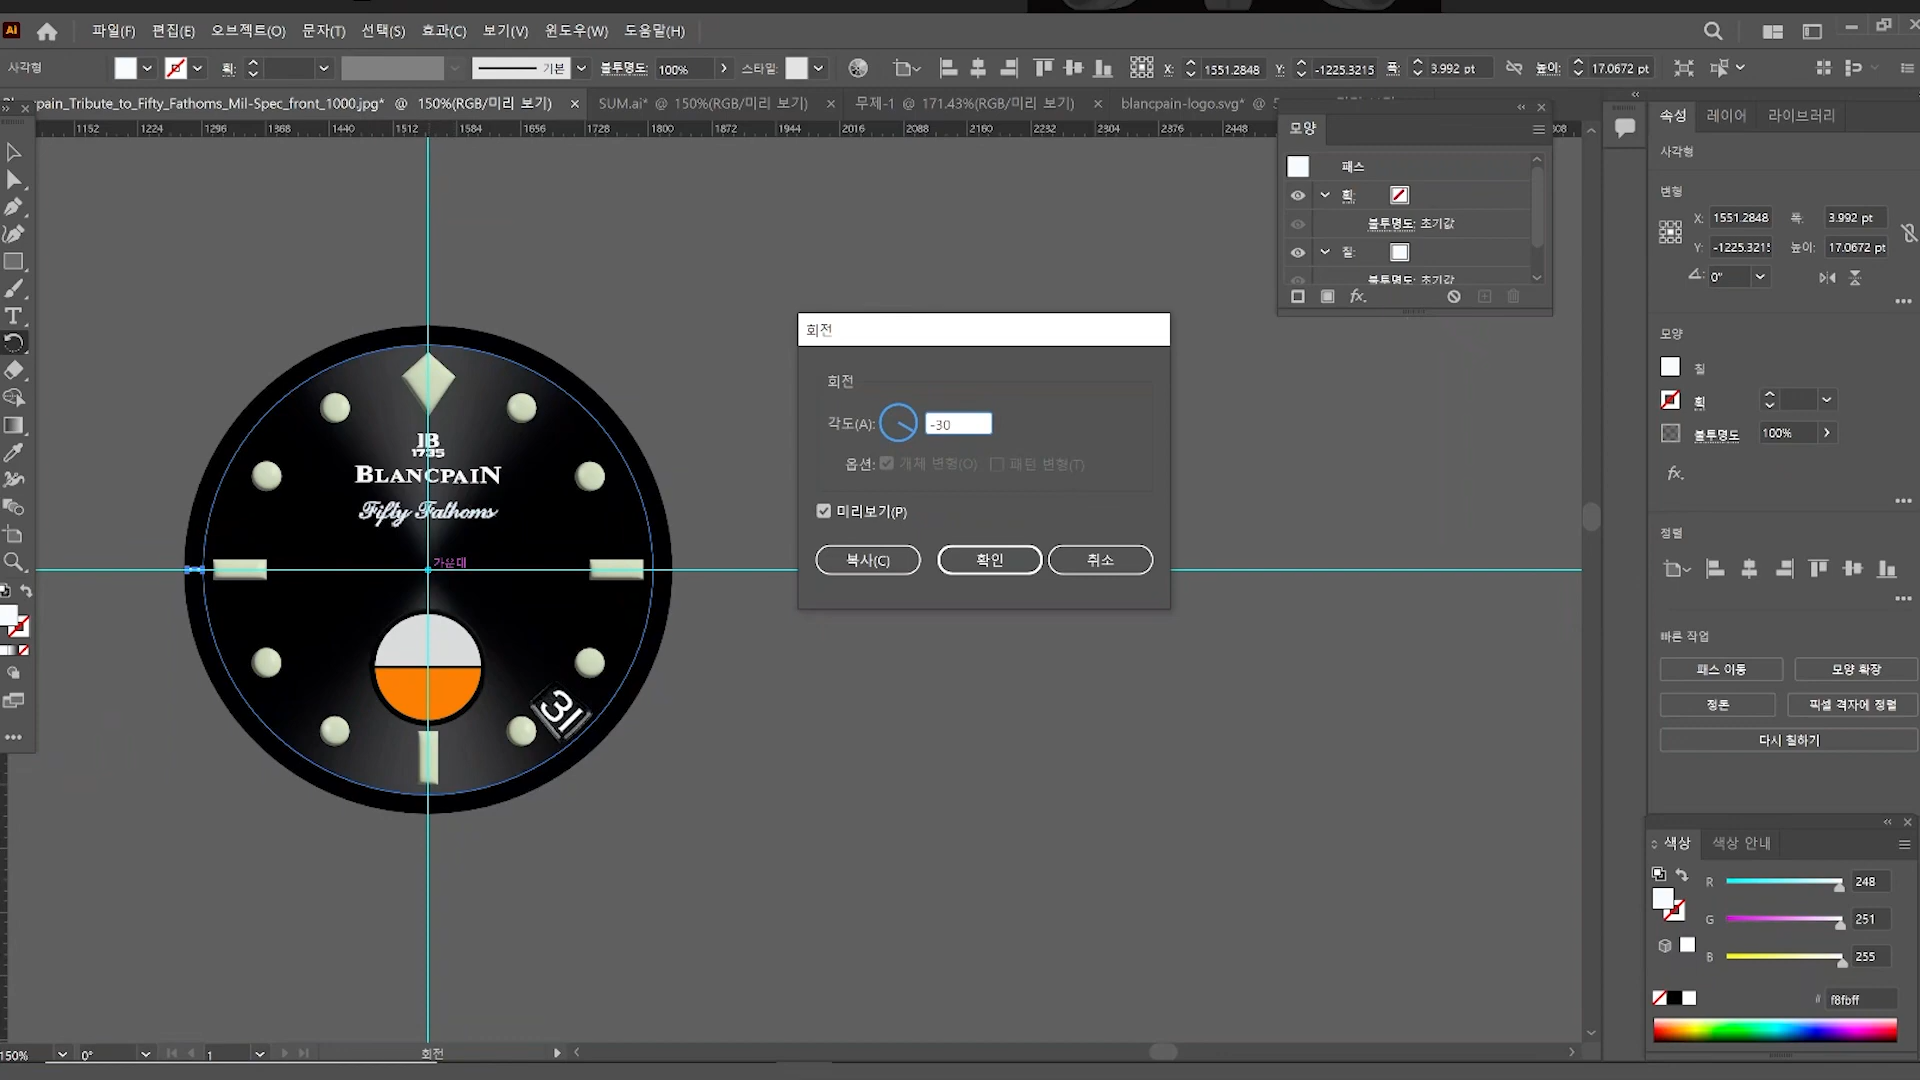 Ai 파일(F) 편집(E) 오브젝트(O) 문자(T) 선택(S) 효과(C) 보기(V) 윈도우(W) 도움말(H)
사각형 획: 기본 불투명도: 100% 스타일: X: 1551.2848 Y: -1225.3215 폭: 3.992 pt 높이: 17.0672 pt
pain_Tribute_to_Fifty_Fathoms_Mil-Spec_front_1000.jpg* @ 150%(RGB/미리 보기) SUM.ai* @ 150%(RGB/미리 보기) 무제-1 @ 171.43%(RGB/미리 보기) blancpain-logo.svg* @
1152 1224 1296 1368 1440 1512 1584 1656 1728 1800 1872 1944 2016 2088 2160 2232 2304 2376 2448
모양
패스
획:
불투명도: 초기값
칠:
불투명도: 초기값
fx.
속성 레이어 라이브러리
사각형
변형
X: 1551.2848 폭: 3.992 pt
Y: -1225.3215 높이: 17.0672 pt
0°
모양
칠
획
불투명도 100%
fx.
정렬
빠른 작업
패스 이동 모양 확장
정돈 픽셀 격자에 정렬
다시 칠하기
회전
회전
각도(A): -30
옵션: 개체 변형(O) 패턴 변형(T)
미리보기(P)
복사(C) 확인 취소
JB
1735
BLANCPAIN
Fifty Fathoms
가운데
31
색상 색상 안내
R 248
G 251
B 255
# f8fbff
150% 0° 1 회전